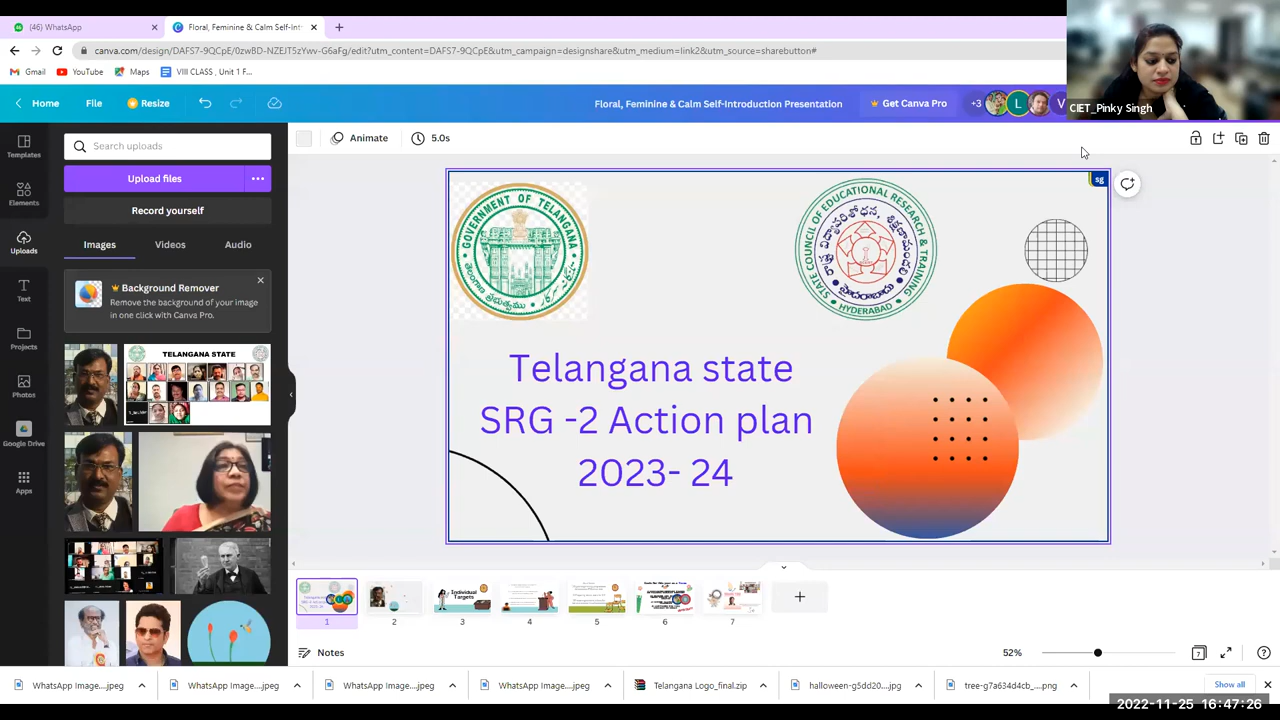 (46) WhatsApp
Floral, Feminine & Calm Self-Int
canva.com/design/DAFS7-9QCpE/0zwBD-NZEJT5zYwv-G6aFg/edit?utm_content=DAFS7-9QCpE&utm_campaign=designshare&utm_medium=link2&utm_source=sharebutton#
Gmail
YouTube
Maps
VIII CLASS , Unit 1 F...
CIET_Pinky Singh
Home
File
Resize
Floral, Feminine & Calm Self-Introduction Presentation
Get Canva Pro
+3
L
V
Templates
Elements
Uploads
Text
Projects
Photos
Google Drive
Apps
Search uploads
Upload files
Record yourself
Images
Videos
Audio
Background Remover
Remove the background of your image
in one click with Canva Pro.
TELANGANA STATE
Animate
5.0s
sg
GOVERNMENT OF TELANGANA
తెలంగాణ ప్రభుత్వము
STATE COUNCIL OF EDUCATIONAL RESEARCH & TRAINING
HYDERABAD
హైదరాబాదు
Telangana state
SRG -2 Action plan
2023- 24
Individual
Targets
1
2
3
4
5
6
7
Notes
52%
7
WhatsApp Image....jpeg
WhatsApp Image....jpeg
WhatsApp Image....jpeg
WhatsApp Image....jpeg
Telangana Logo_final.zip
halloween-g5dd20....jpg
tree-g7a634d4cb_....png
Show all
2022-11-25 16:47:26